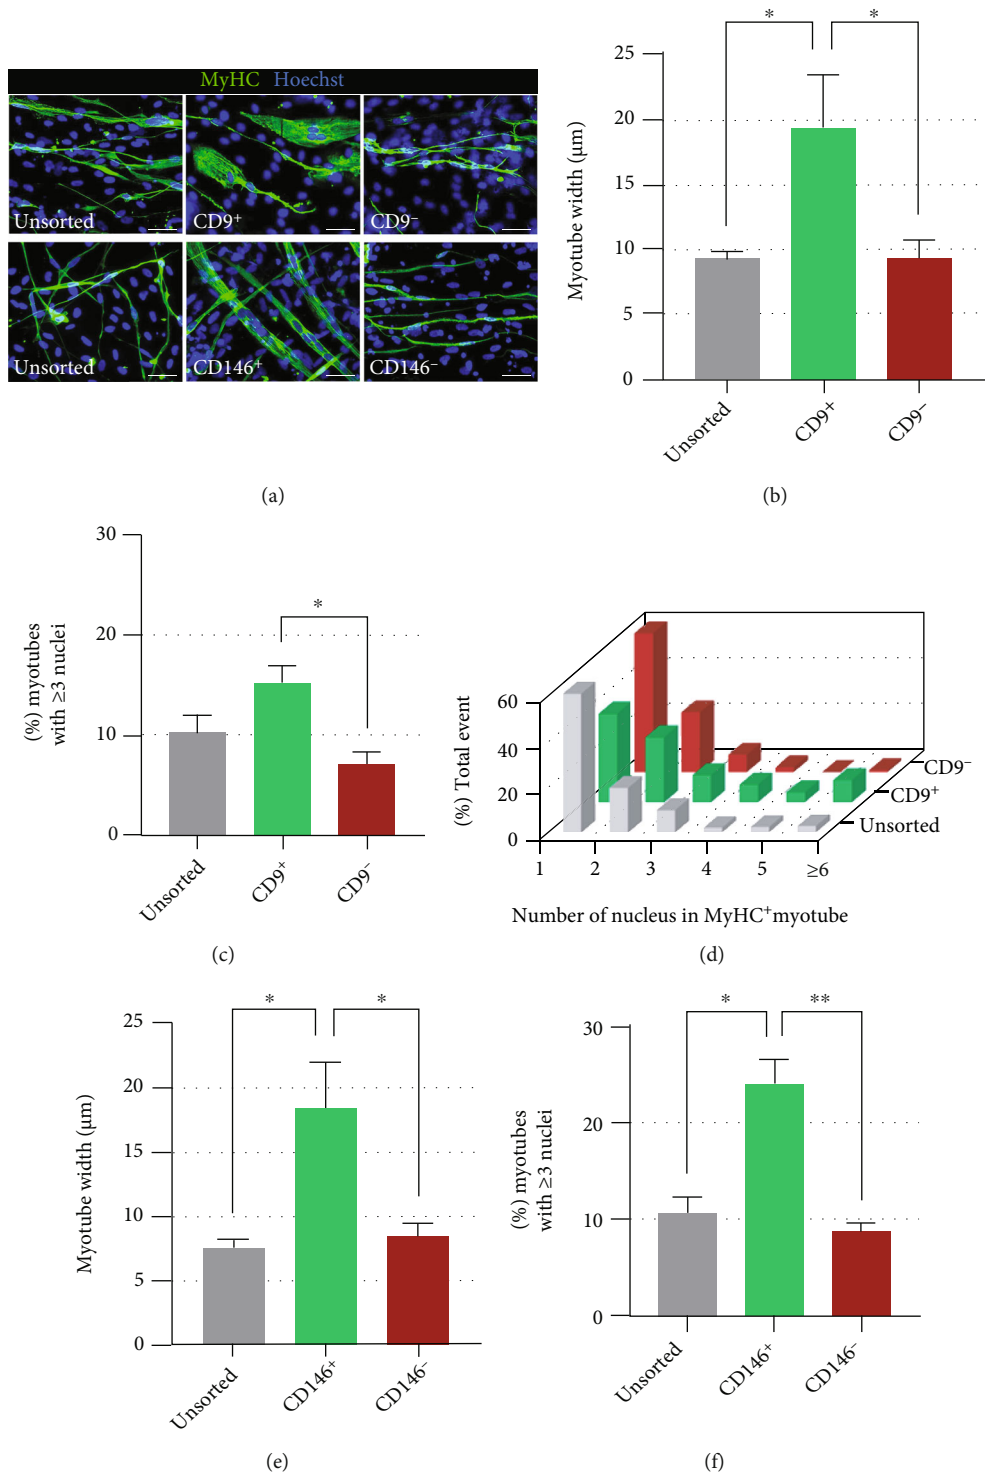 MyHC Hoechst
Unsorted
CD9⁺
CD9⁻
Unsorted
CD146⁺
CD146⁻
(a)
*
*
Myotube width (μm)
25
20
15
10
5
0
Unsorted
CD9⁺
CD9⁻
(b)
(%) myotubes
with ≥3 nuclei
30
20
10
0
*
Unsorted
CD9⁺
CD9⁻
(c)
(%) Total event
60
40
20
0
1
2
3
4
5
≥6
CD9⁻
CD9⁺
Unsorted
Number of nucleus in MyHC⁺myotube
(d)
*
*
Myotube width (μm)
25
20
15
10
5
0
Unsorted
CD146⁺
CD146⁻
(e)
*
**
(%) myotubes
with ≥3 nuclei
30
20
10
0
Unsorted
CD146⁺
CD146⁻
(f)